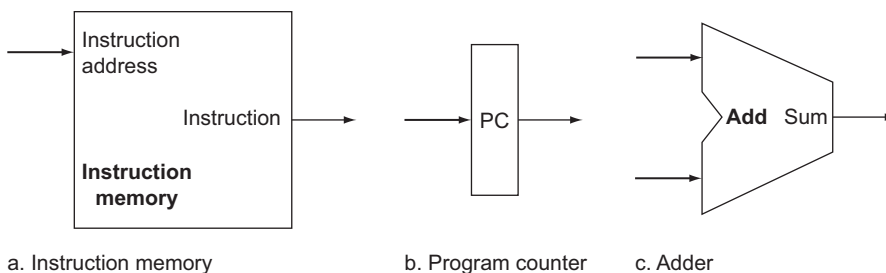 Instruction
address
Instruction
Instruction
memory
PC
Add Sum
a. Instruction memory
b. Program counter
c. Adder